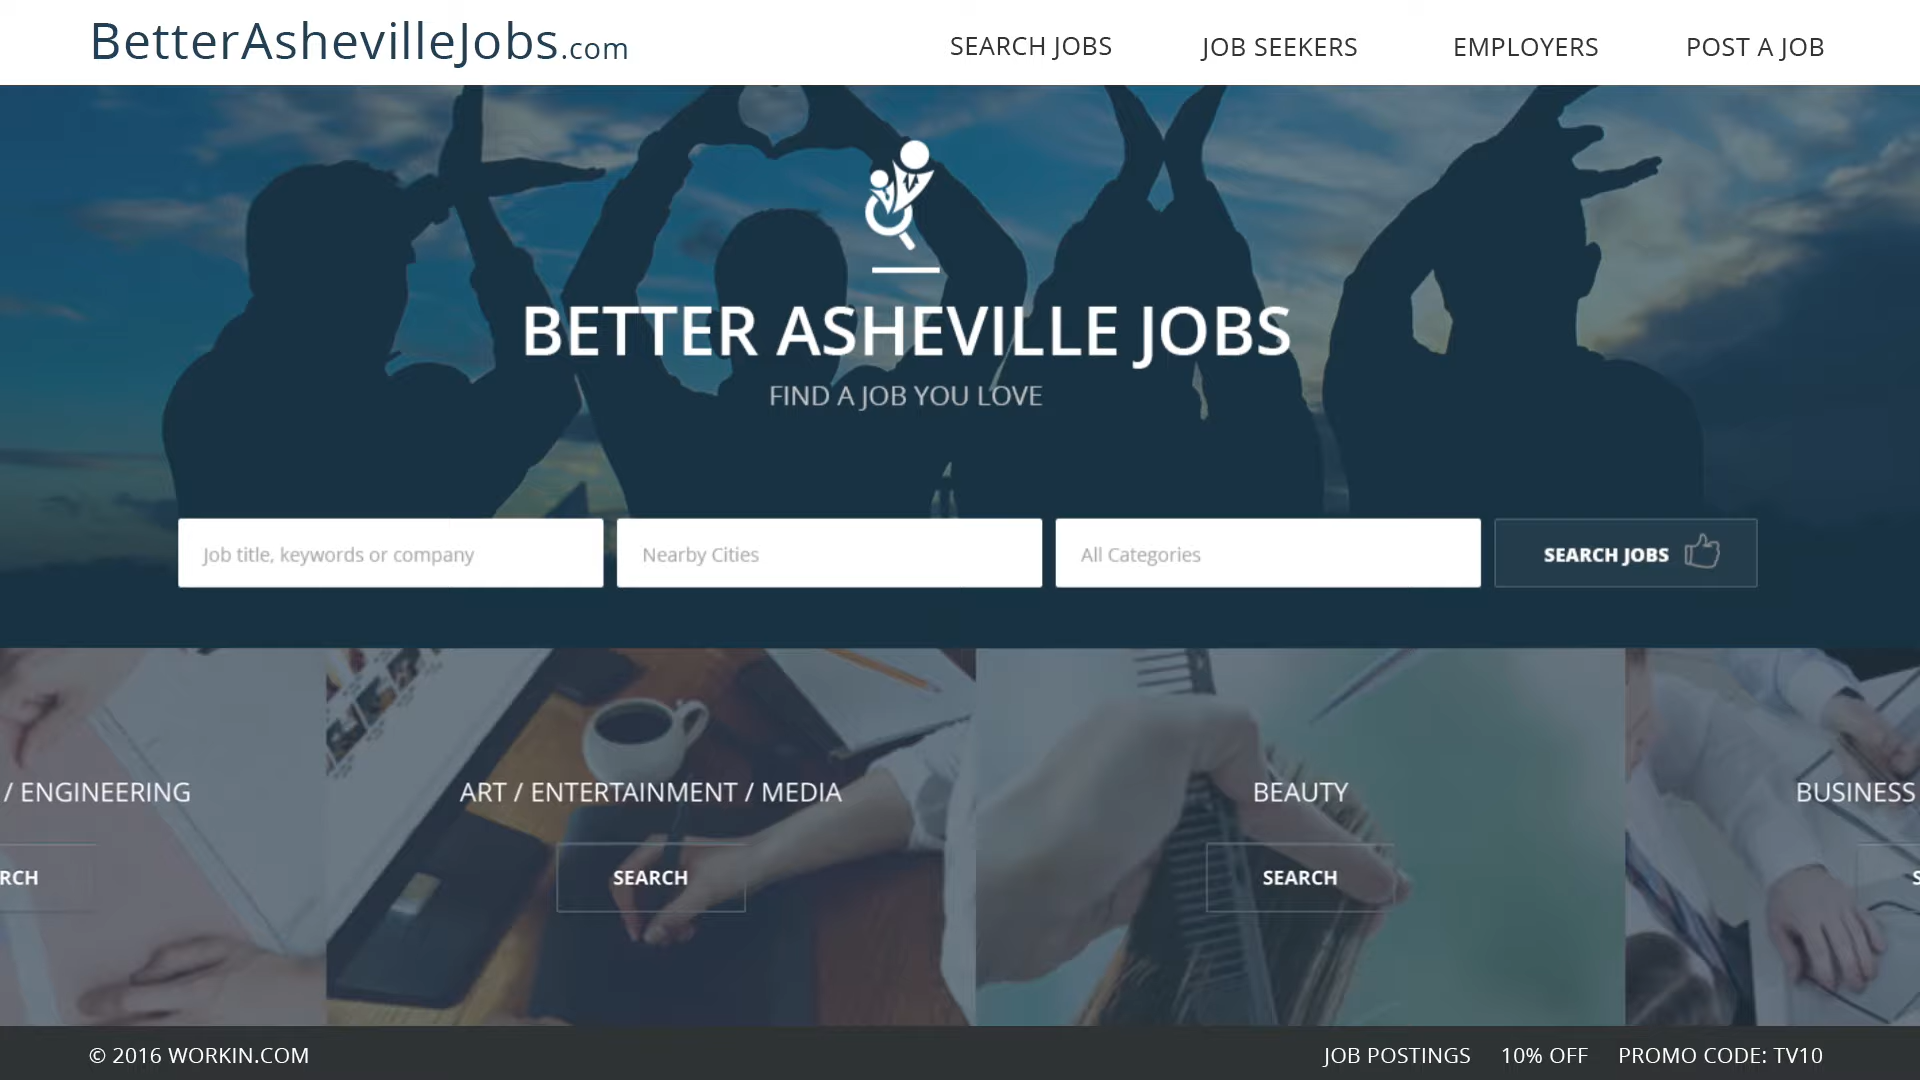 BetterAshevilleJobs.com
SEARCH JOBS JOB SEEKERS EMPLOYERS POST A JOB
BETTER ASHEVILLE JOBS
FIND A JOB YOU LOVE
Job title, keywords or company Nearby Cities All Categories SEARCH JOBS
/ ENGINEERING ART / ENTERTAINMENT / MEDIA BEAUTY BUSINESS
RCH SEARCH SEARCH S
© 2016 WORKIN.COM JOB POSTINGS 10% OFF PROMO CODE: TV10